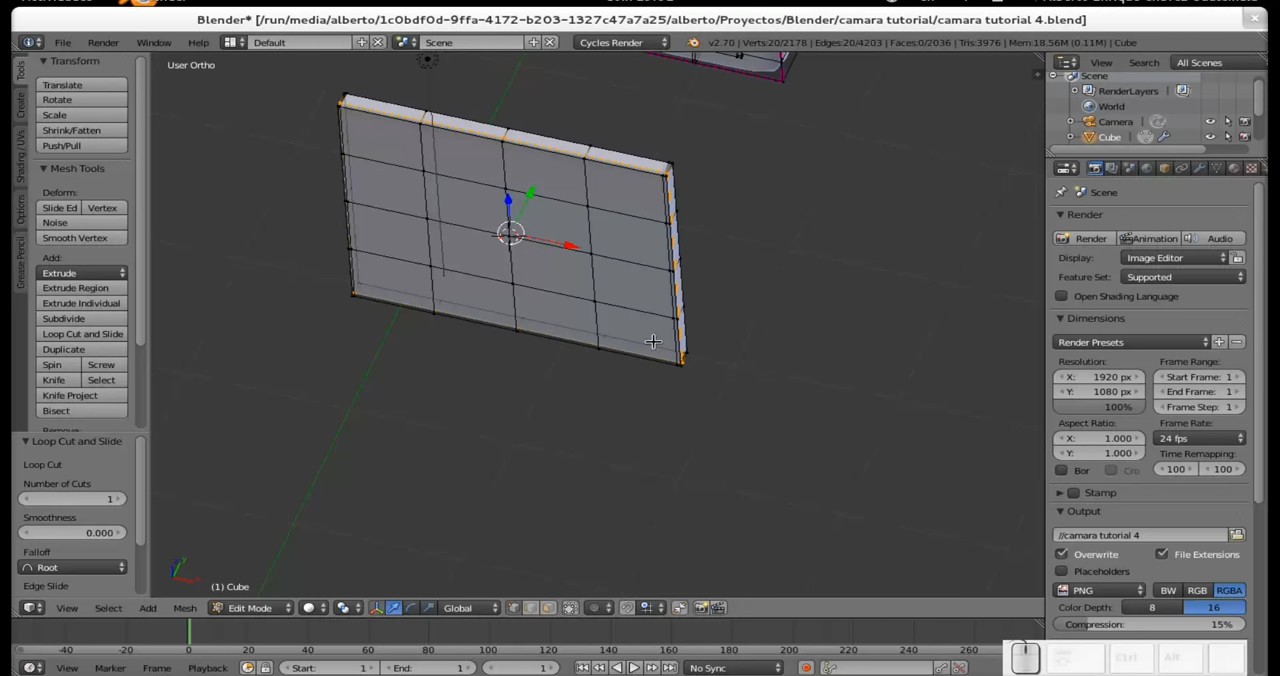 Blender* [/run/media/alberto/1c0bdf0d-9ffa-4172-b203-1327c47a7a25/alberto/Proyectos/Blender/camara tutorial/camara tutorial 4.blend]
File Render Window Help Default Scene Cycles Render v2.70 | Verts:20/2178 | Edges:20/4203 | Faces:0/2036 | Tris:3976 | Mem:18.56M (0.11M) | Cube
View Search All Scenes
Tools
Create
Shading / UVs
Options
Grease Pencil
Transform
Translate
Rotate
Scale
Shrink/Fatten
Push/Pull
Mesh Tools
Deform:
Slide Ed Vertex
Noise
Smooth Vertex
Add:
Extrude
Extrude Region
Extrude Individual
Subdivide
Loop Cut and Slide
Duplicate
Spin Screw
Knife Select
Knife Project
Bisect
Loop Cut and Slide
Loop Cut
Number of Cuts
1
Smoothness
0.000
Falloff
Root
Edge Slide
User Ortho
(1) Cube
Scene
RenderLayers
World
Camera
Cube
Scene
Render
Render Animation Audio
Display: Image Editor
Feature Set: Supported
Open Shading Language
Dimensions
Render Presets
Resolution: Frame Range:
X: 1920 px Start Frame: 1
Y: 1080 px End Frame: 1
100% Frame Step: 1
Aspect Ratio: Frame Rate:
X: 1.000 24 fps
Y: 1.000 Time Remapping:
Bor Cro 100 100
Stamp
Output
//camara tutorial 4
Overwrite File Extensions
Placeholders
PNG BW RGB RGBA
Color Depth: 8 16
Compression: 15%
View Select Add Mesh Edit Mode Global
-40 -20 0 20 40 60 80 100 120 140 160 180 200 220 240 260
View Marker Frame Playback Start: 1 End: 1 1 No Sync
Ctrl Alt